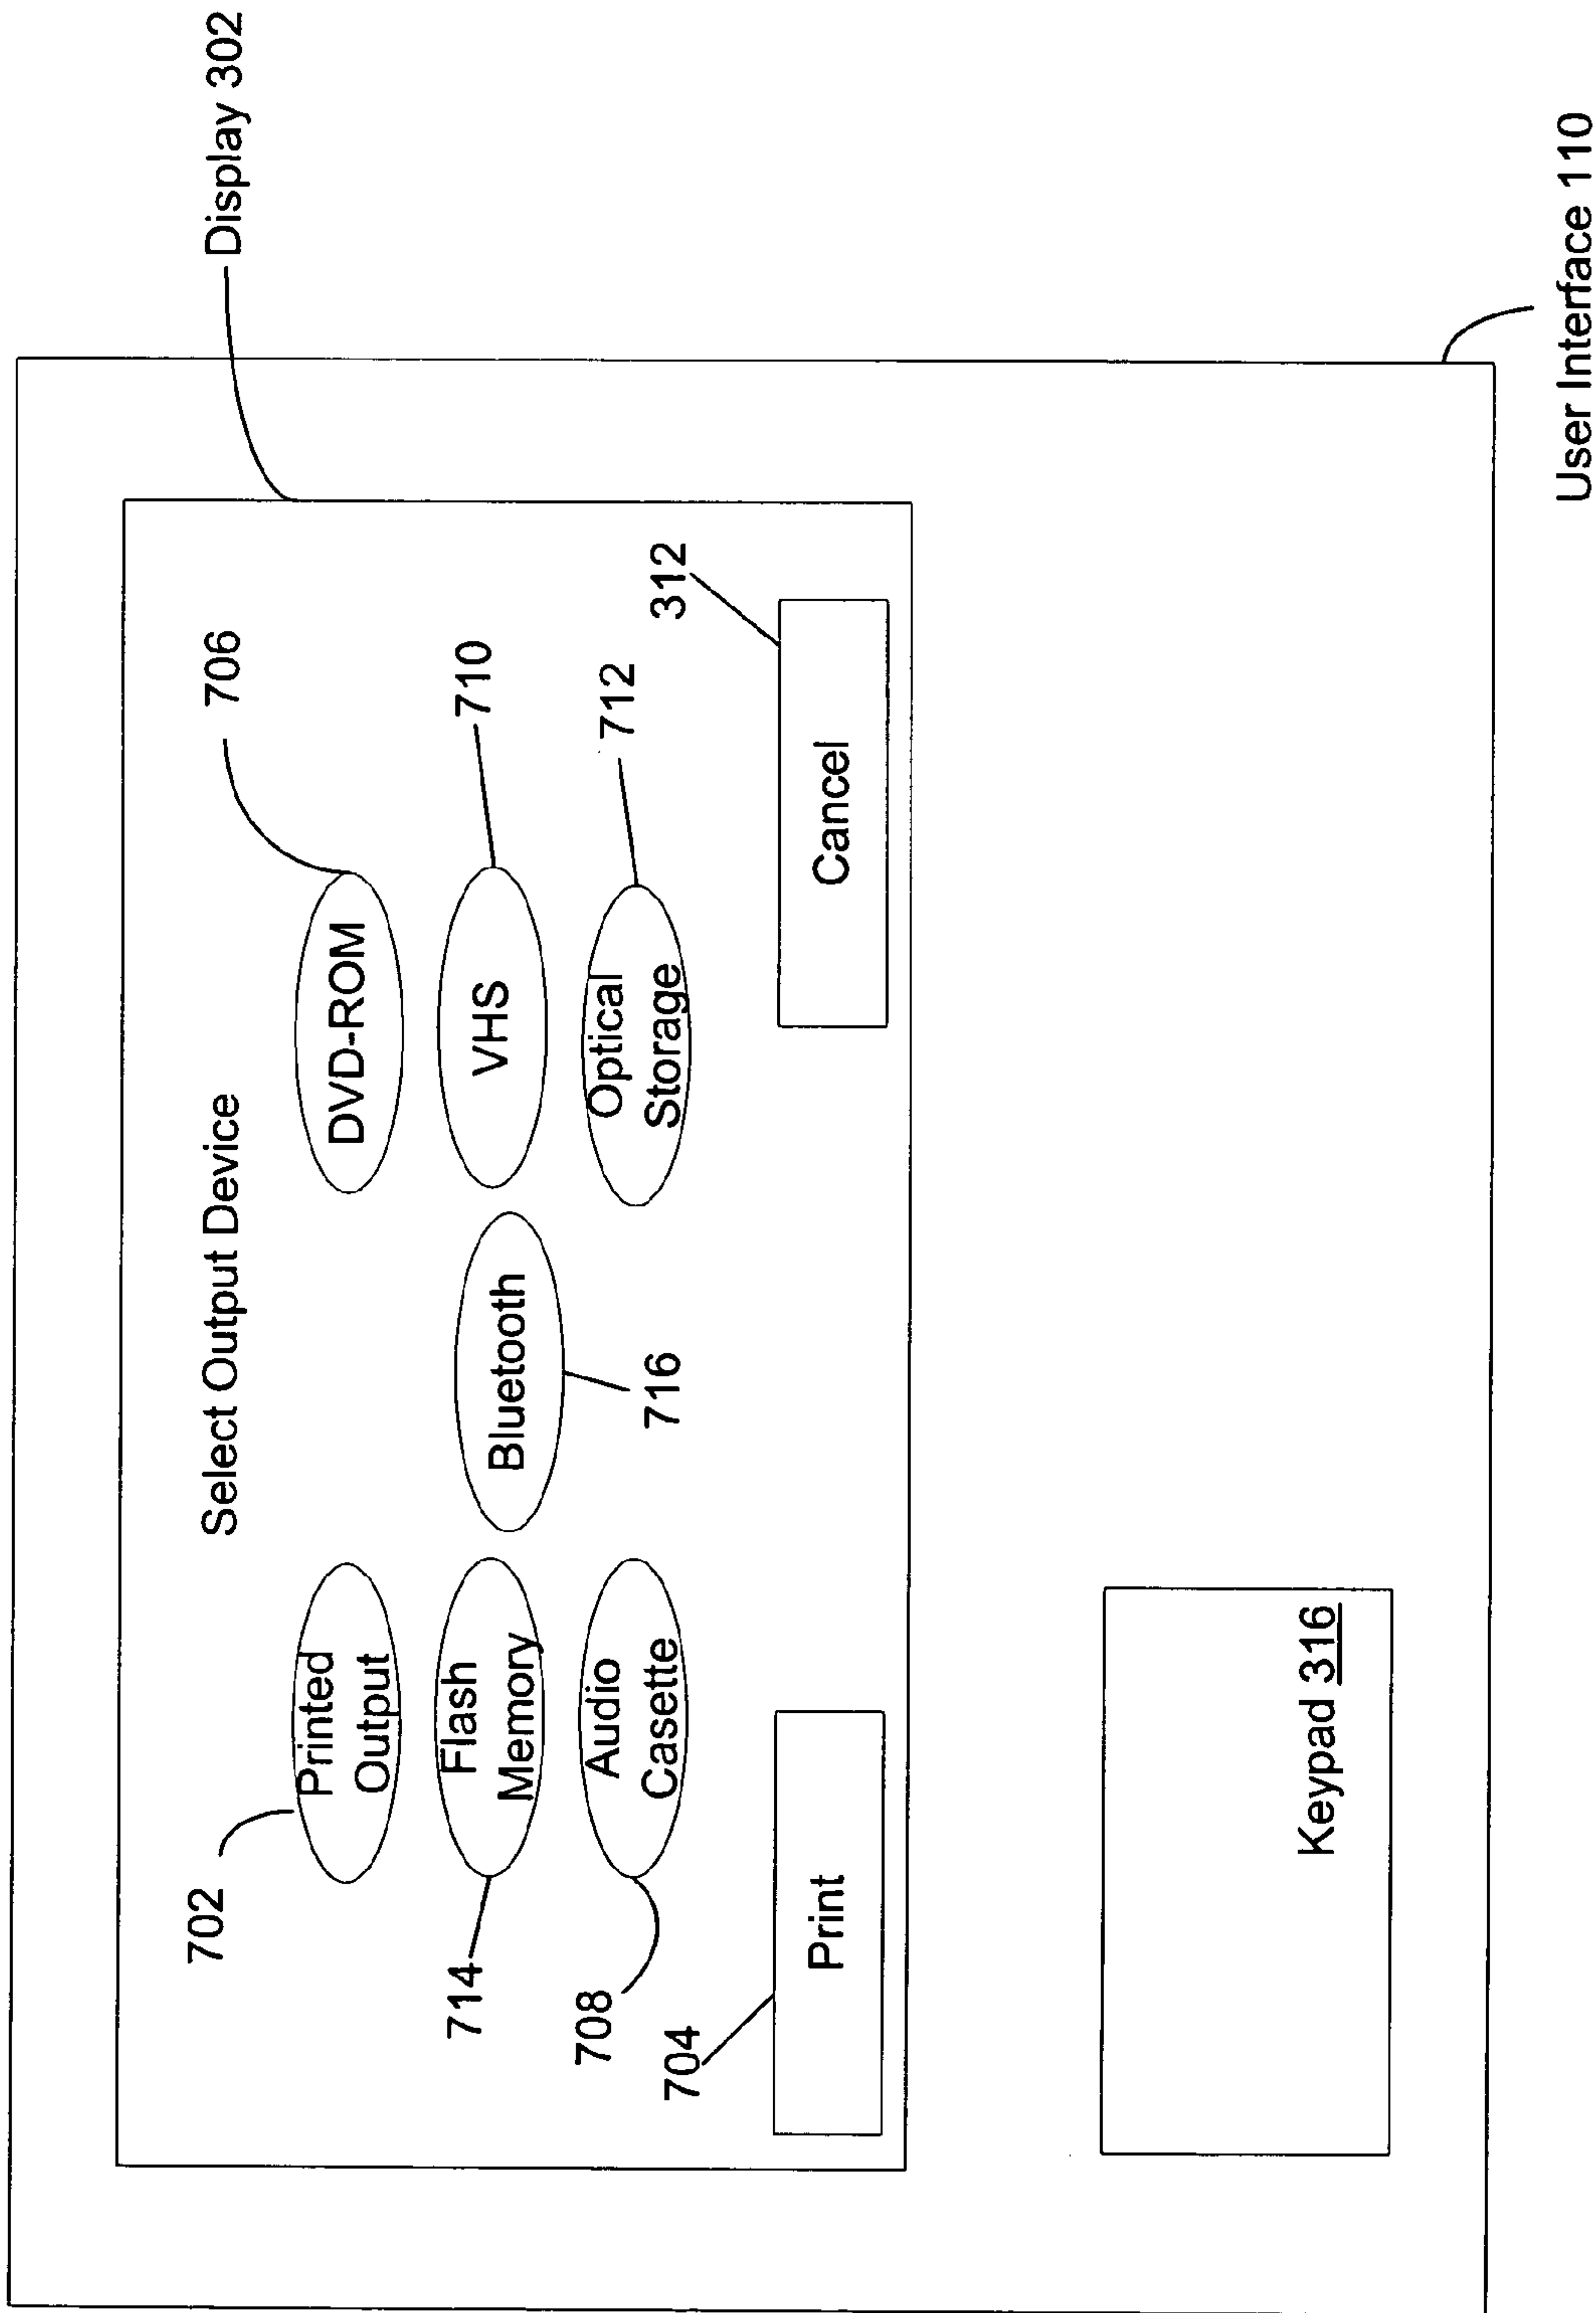 Display 302
Select Output Device
702
706
Printed
Output
DVD-ROM
714
Flash
Memory
Bluetooth
VHS
710
708
Audio
Casette
716
Optical
Storage
712
704
312
Print
Cancel
Keypad 316
User Interface 110